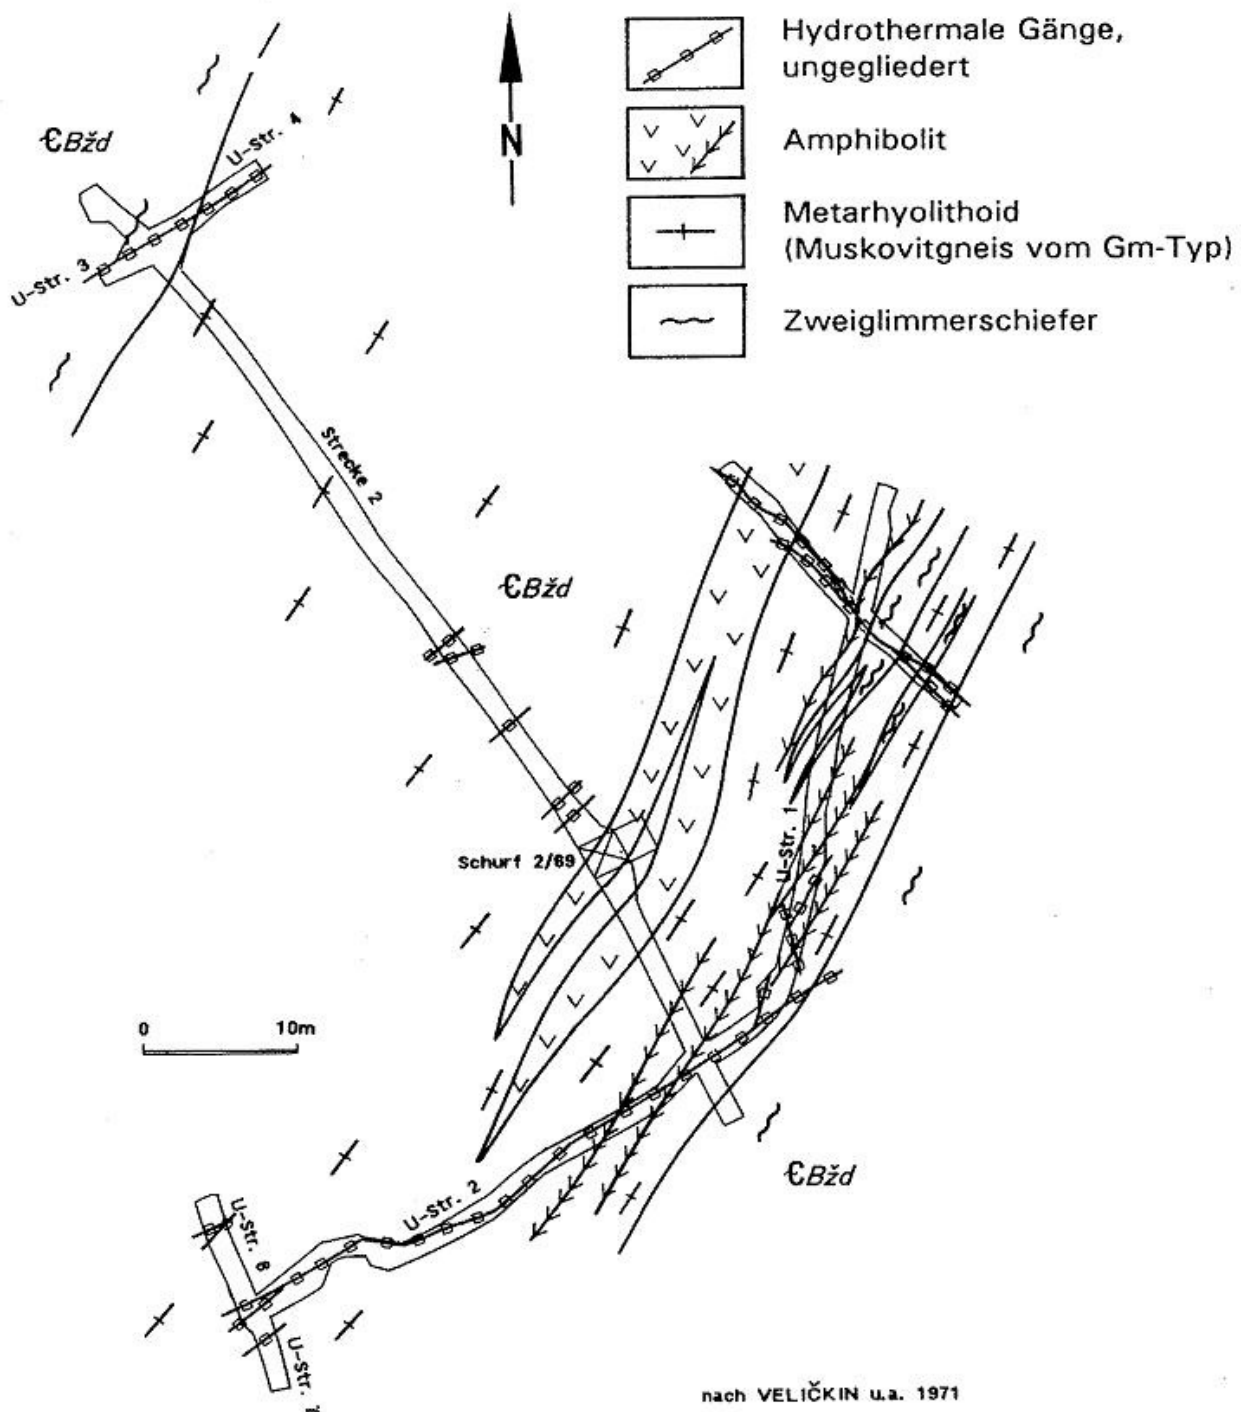 Hydrothermale Gänge,
ungegliedert
Amphibolit
Metarhyolithoid
(Muskovitgneis vom Gm-Typ)
Zweiglimmerschiefer
N
ЄBžd
U-Str. 4
U-Str. 3
Strecke 2
ЄBžd
Schurf 2/69
U-Str. 1
0 10m
ЄBžd
U-Str. 2
U-Str. 6
U-Str.
nach VELIČKIN u.a. 1971